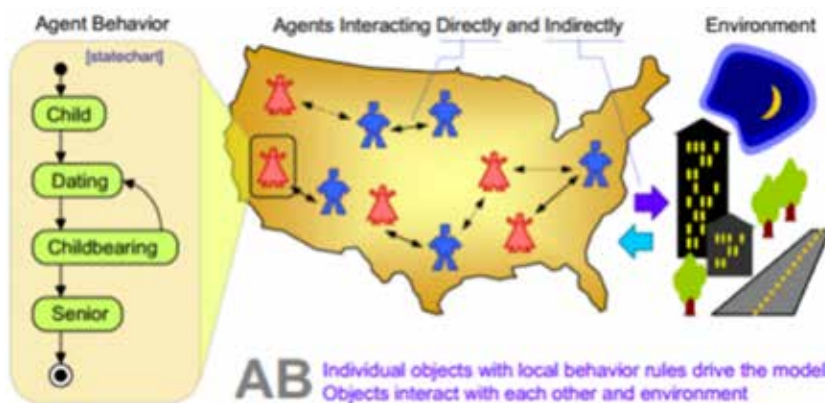 Agent Behavior
Agents Interacting Directly and Indirectly
Environment
[statechart]
Child
Dating
Childbearing
Senior
AB
Individual objects with local behavior rules drive the model
Objects interact with each other and environment